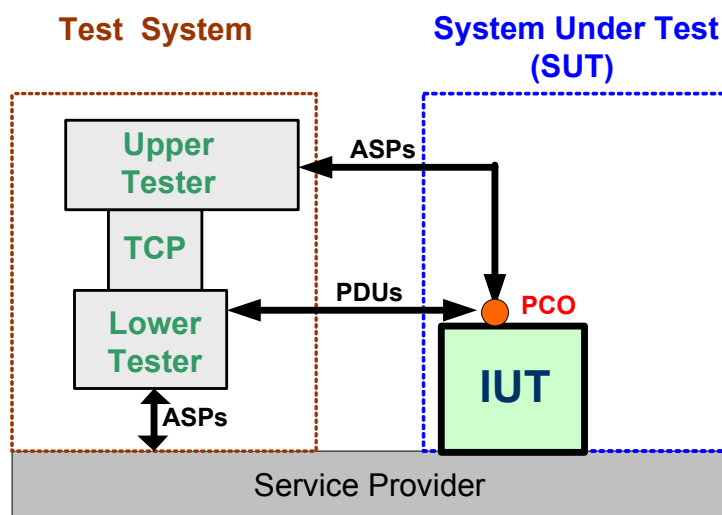 Test System
System Under Test
(SUT)
Upper
Tester
ASPs
TCP
PDUs
PCO
Lower
Tester
IUT
ASPs
Service Provider